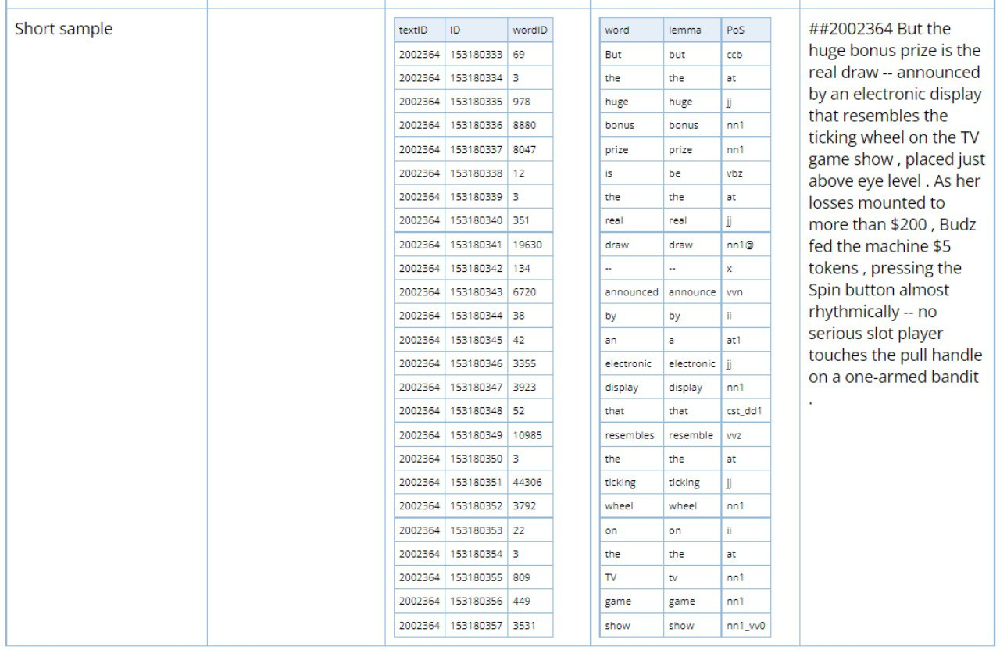 Short sample
textID ID wordID
2002364 153180333 69
2002364 153180334 3
2002364 153180335 978
2002364 153180336 8880
2002364 153180337 8047
2002364 153180338 12
2002364 153180339 3
2002364 153180340 351
2002364 153180341 19630
2002364 153180342 134
2002364 153180343 6720
2002364 153180344 38
2002364 153180345 42
2002364 153180346 3355
2002364 153180347 3923
2002364 153180348 52
2002364 153180349 10985
2002364 153180350 3
2002364 153180351 44306
2002364 153180352 3792
2002364 153180353 22
2002364 153180354 3
2002364 153180355 809
2002364 153180356 449
2002364 153180357 3531
word lemma PoS
But but ccb
the the at
huge huge jj
bonus bonus nn1
prize prize nn1
is be vbz
the the at
real real jj
draw draw nn1@
-- -- x
announced announce vvn
by by ii
an a at1
electronic electronic jj
display display nn1
that that cst_dd1
resembles resemble vvz
the the at
ticking ticking jj
wheel wheel nn1
on on ii
the the at
TV tv nn1
game game nn1
show show nn1_vv0
##2002364 But the
huge bonus prize is the
real draw -- announced
by an electronic display
that resembles the
ticking wheel on the TV
game show , placed just
above eye level . As her
losses mounted to
more than $200 , Budz
fed the machine $5
tokens , pressing the
Spin button almost
rhythmically -- no
serious slot player
touches the pull handle
on a one-armed bandit
.